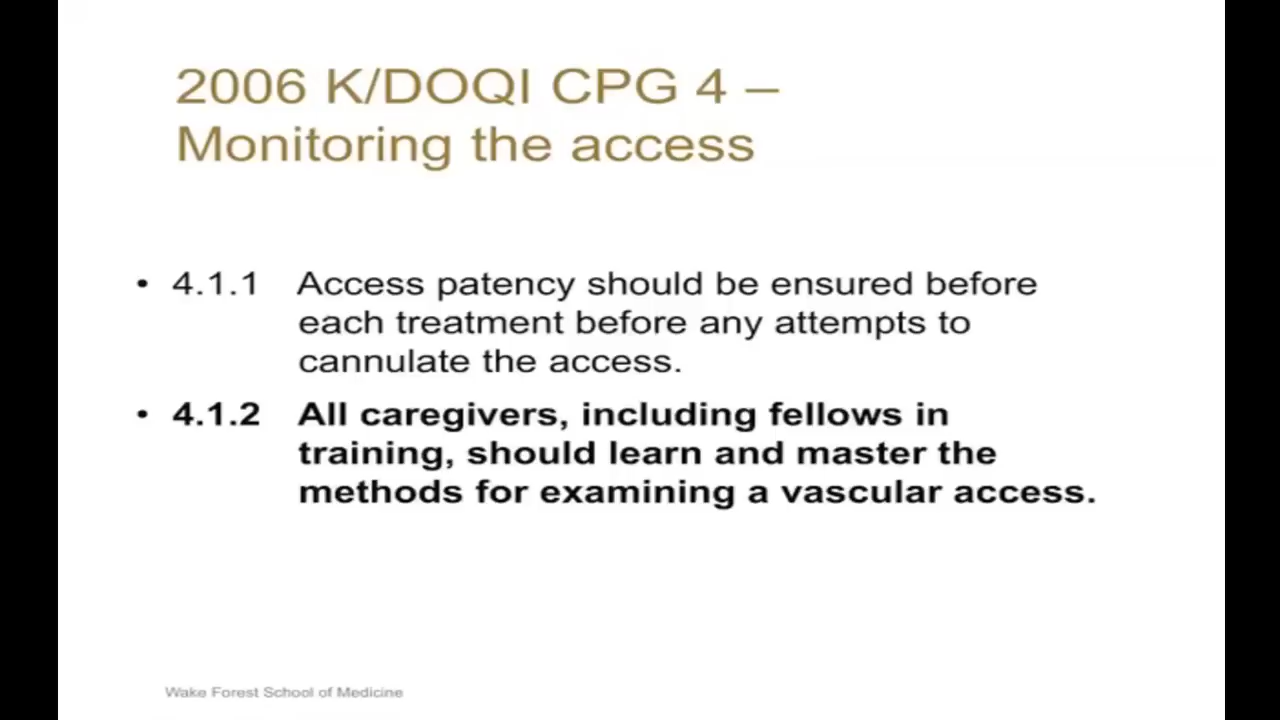 2006 K/DOQI CPG 4 –
Monitoring the access
• 4.1.1 Access patency should be ensured before
each treatment before any attempts to
cannulate the access.
• 4.1.2 All caregivers, including fellows in
training, should learn and master the
methods for examining a vascular access.
Wake Forest School of Medicine